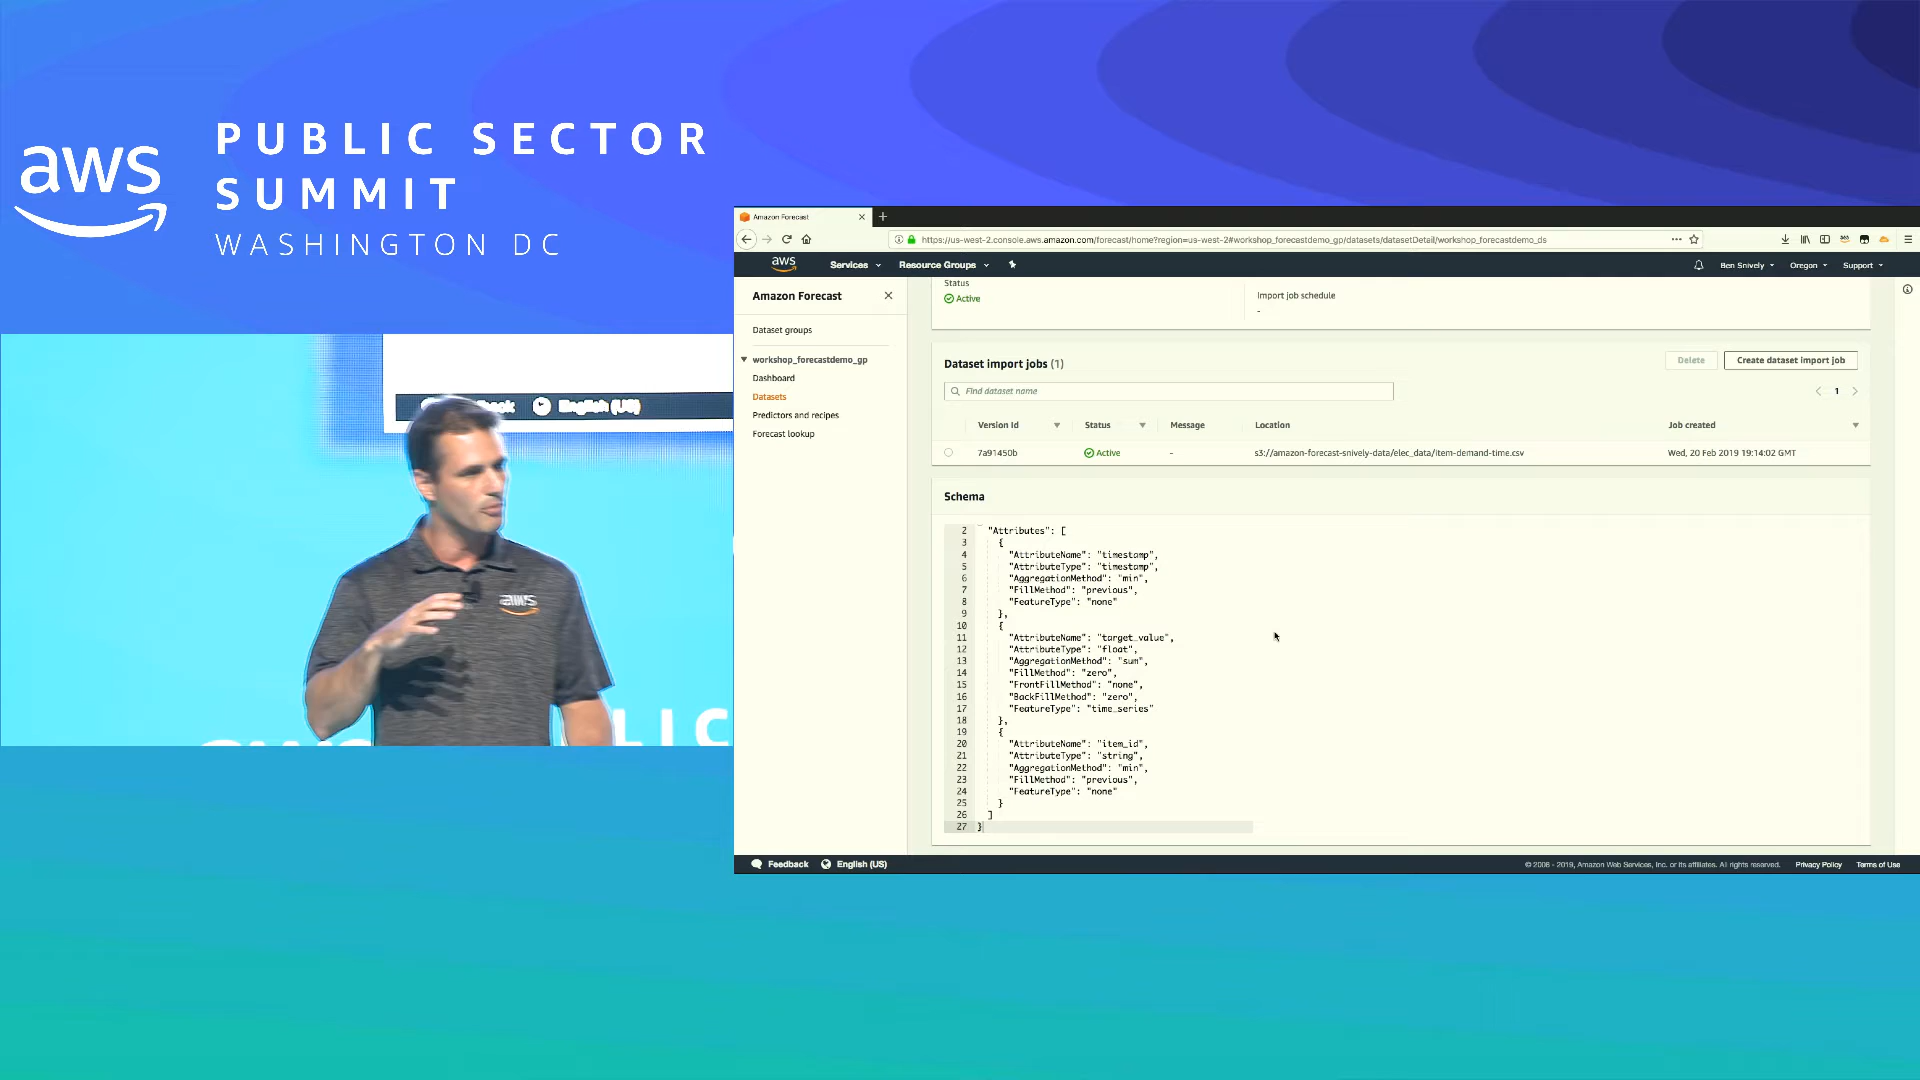 aws
PUBLIC SECTOR
SUMMIT
WASHINGTON DC
English (US)
aws
LIC
Amazon Forecast
https://us-west-2.console.aws.amazon.com/forecast/home?region=us-west-2#workshop_forecastdemo_gp/datasets/datasetDetail/workshop_forecastdemo_ds
aws Services Resource Groups Ben Snively Oregon Support
Amazon Forecast
Dataset groups
workshop_forecastdemo_gp
Dashboard
Datasets
Predictors and recipes
Forecast lookup
Status
Active
Import job schedule
-
Dataset import jobs (1) Delete Create dataset import job
Find dataset name 1
Version Id Status Message Location Job created
7a91450b Active - s3://amazon-forecast-snively-data/elec_data/item-demand-time.csv Wed, 20 Feb 2019 19:14:02 GMT
Schema
2 "Attributes": [
3 {
4 "AttributeName": "timestamp",
5 "AttributeType": "timestamp",
6 "AggregationMethod": "min",
7 "FillMethod": "previous",
8 "FeatureType": "none"
9 },
10 {
11 "AttributeName": "target_value",
12 "AttributeType": "float",
13 "AggregationMethod": "sum",
14 "FillMethod": "zero",
15 "FrontFillMethod": "none",
16 "BackFillMethod": "zero",
17 "FeatureType": "time_series"
18 },
19 {
20 "AttributeName": "item_id",
21 "AttributeType": "string",
22 "AggregationMethod": "min",
23 "FillMethod": "previous",
24 "FeatureType": "none"
25 }
26 ]
27 }
Feedback English (US) © 2008 - 2019, Amazon Web Services, Inc. or its affiliates. All rights reserved. Privacy Policy Terms of Use